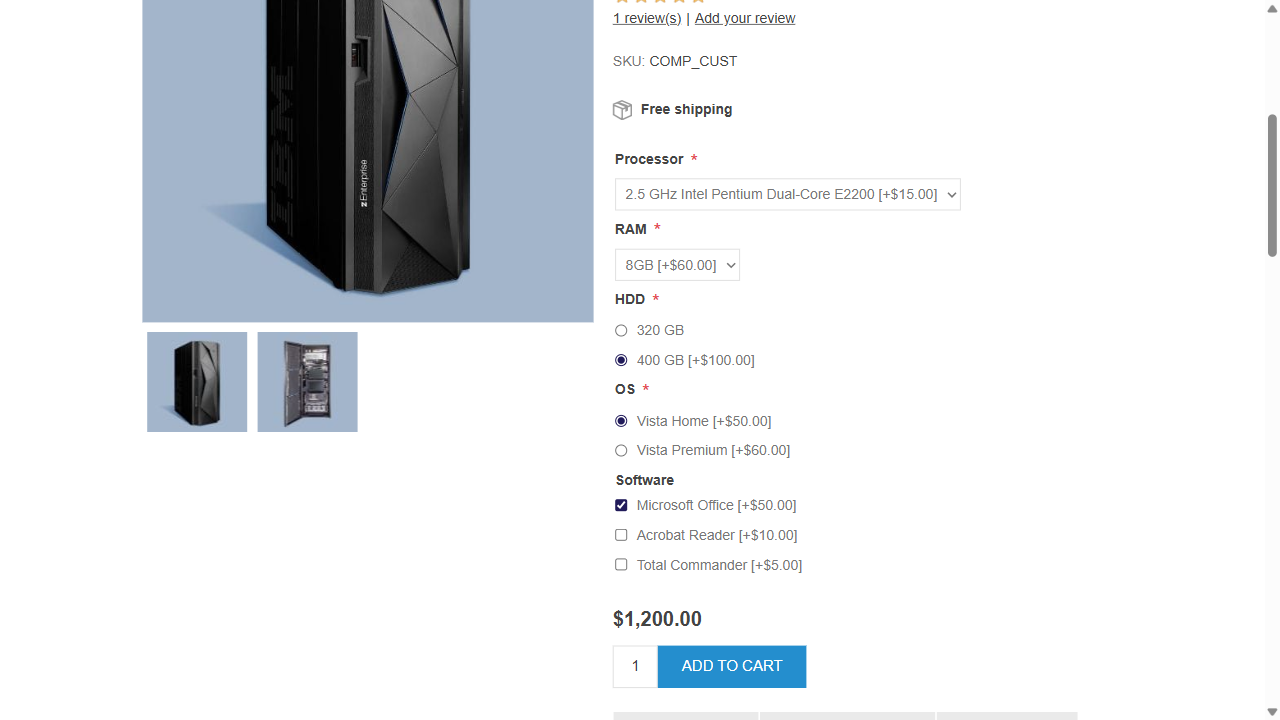 1 review(s) | Add your review
SKU: COMP_CUST
Free shipping
Processor *
2.5 GHz Intel Pentium Dual-Core E2200 [+$15.00]
RAM *
8GB [+$60.00]
HDD *
320 GB
400 GB [+$100.00]
OS *
Vista Home [+$50.00]
Vista Premium [+$60.00]
Software
Microsoft Office [+$50.00]
Acrobat Reader [+$10.00]
Total Commander [+$5.00]
$1,200.00
1 ADD TO CART
IBM
zEnterprise